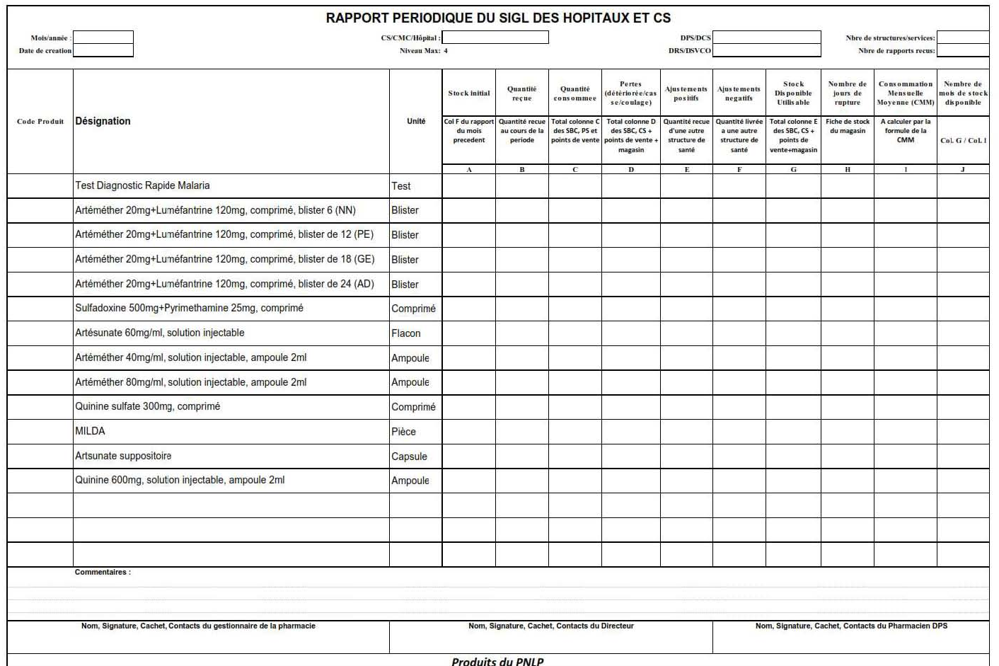 RAPPORT PERIODIQUE DU SIGL DES HOPITAUX ET CS
Mois/année :
CS/CMC/Hôpital :
DPS/DCS
Nbre de structures/services:
Date de creation
Niveau Max: 4
DRS/DSVCO
Nbre de rapports recus:
Code Produit
Désignation
Unité
Stock initial
Quantité
reçue
Quantité
consommee
Pertes
(détèriorèe/cas
se/coulage)
Ajustements
positifs
Ajustements
negatifs
Stock
Disponible
Utilisable
Nombre de
jours de
rupture
Consommation
Mensuelle
Moyenne (CMM)
Nombre de
mois de stock
disponible
Col F du rapport
du mois
precedent
Quantité recue
au cours de la
periode
Total colonne C
des SBC, PS et
points de vente
Total colonne D
des SBC, CS +
points de vente +
magasin
Quantité recue
d'une autre
structure de
santé
Quantité livrée
a une autre
structure de
santé
Total colonne E
des SBC, CS +
points de
vente+magasin
Fiche de stock
du magasin
A calculer par la
formule de la
CMM
Col. G / Col. I
A B C D E F G H I J
Test Diagnostic Rapide Malaria Test
Artéméther 20mg+Luméfantrine 120mg, comprimé, blister 6 (NN) Blister
Artéméther 20mg+Luméfantrine 120mg, comprimé, blister de 12 (PE) Blister
Artéméther 20mg+Luméfantrine 120mg, comprimé, blister de 18 (GE) Blister
Artéméther 20mg+Luméfantrine 120mg, comprimé, blister de 24 (AD) Blister
Sulfadoxine 500mg+Pyrimethamine 25mg, comprimé Comprimé
Artésunate 60mg/ml, solution injectable Flacon
Artéméther 40mg/ml, solution injectable, ampoule 2ml Ampoule
Artéméther 80mg/ml, solution injectable, ampoule 2ml Ampoule
Quinine sulfate 300mg, comprimé Comprimé
MILDA Pièce
Artsunate suppositoire Capsule
Quinine 600mg, solution injectable, ampoule 2ml Ampoule
Commentaires :
Nom, Signature, Cachet, Contacts du gestionnaire de la pharmacie
Nom, Signature, Cachet, Contacts du Directeur
Nom, Signature, Cachet, Contacts du Pharmacien DPS
Produits du PNLP